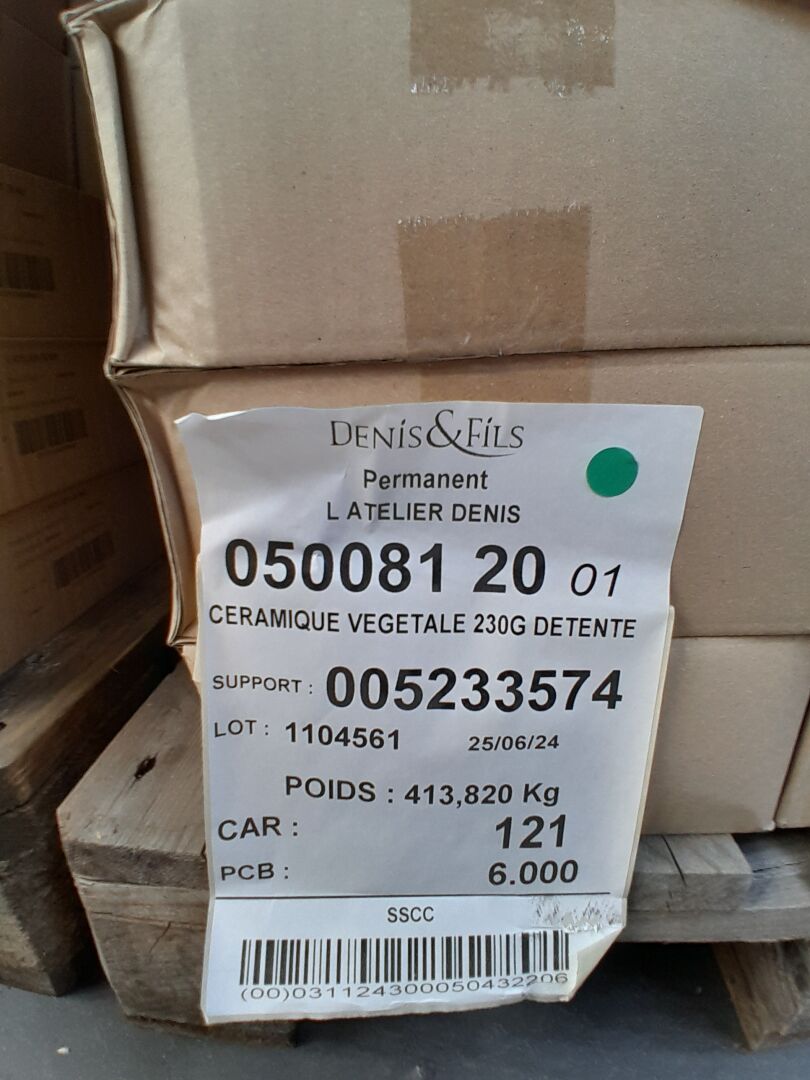 DENiS&FiLS
Permanent
L ATELIER DENIS
050081 20 01
CERAMIQUE VEGETALE 230G DETENTE
SUPPORT : 005233574
LOT : 1104561 25/06/24
POIDS : 413,820 Kg
CAR : 121
PCB : 6.000
SSCC
(00)031124300050432206